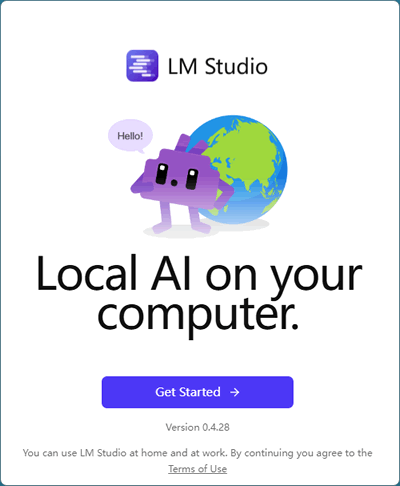 LM Studio
Hello!
Local AI on your
computer.
Get Started →
Version 0.4.28
You can use LM Studio at home and at work. By continuing you agree to the
Terms of Use